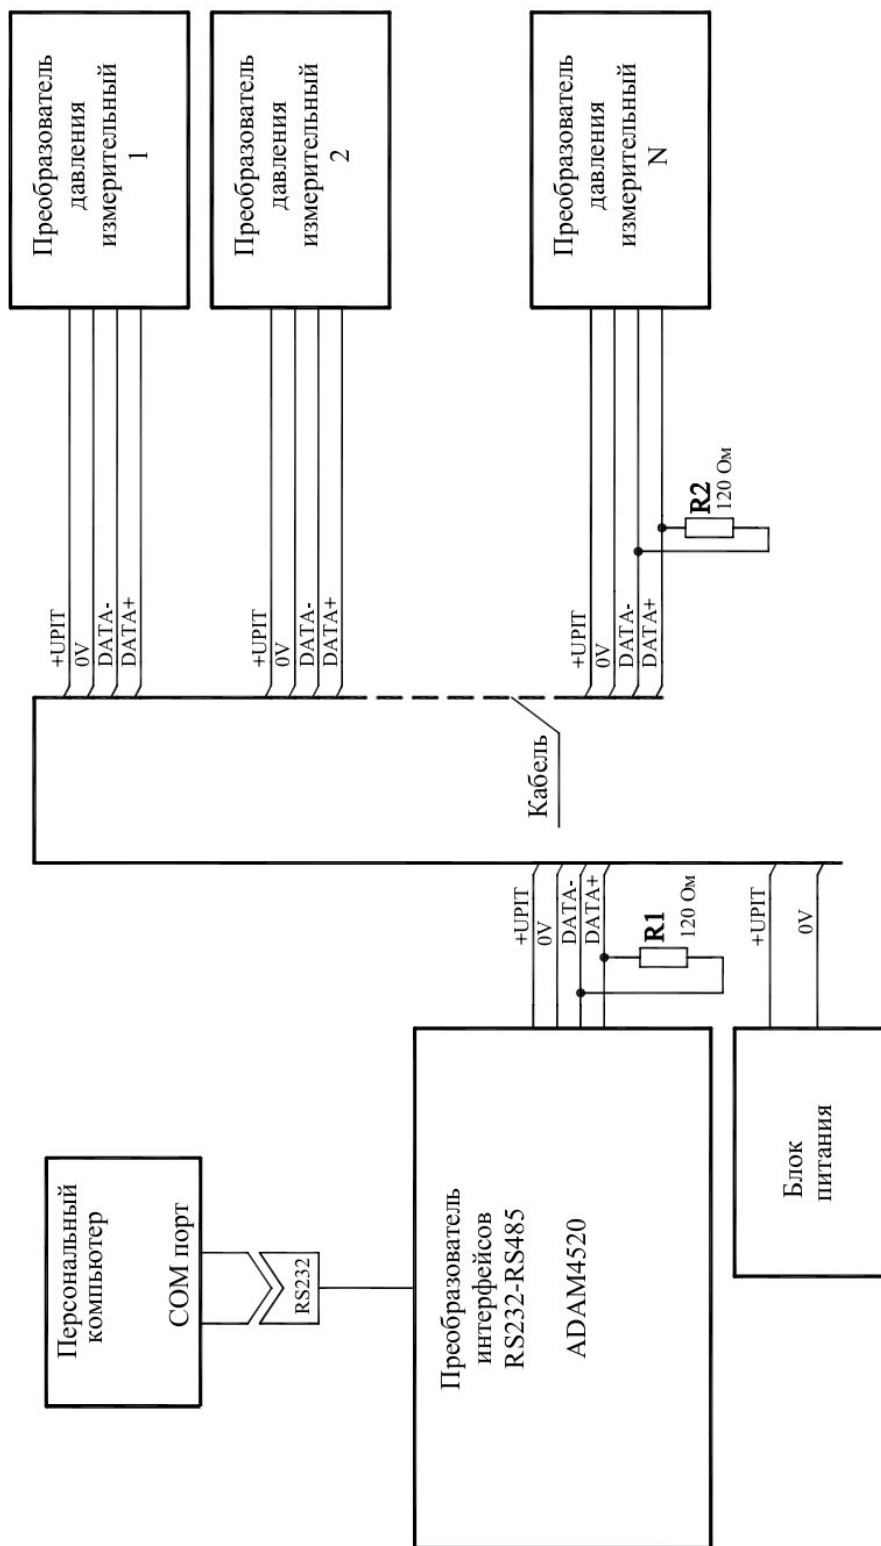 Персональный
компьютер
COM порт
RS232
Преобразователь
интерфейсов
RS232-RS485
ADAM4520
Блок
питания
+UPIT
0V
DATA-
DATA+
R1
120 Ом
+UPIT
0V
Кабель
+UPIT
0V
DATA-
DATA+
Преобразователь
давления
измерительный
1
+UPIT
0V
DATA-
DATA+
Преобразователь
давления
измерительный
2
+UPIT
0V
DATA-
DATA+
R2
120 Ом
Преобразователь
давления
измерительный
N